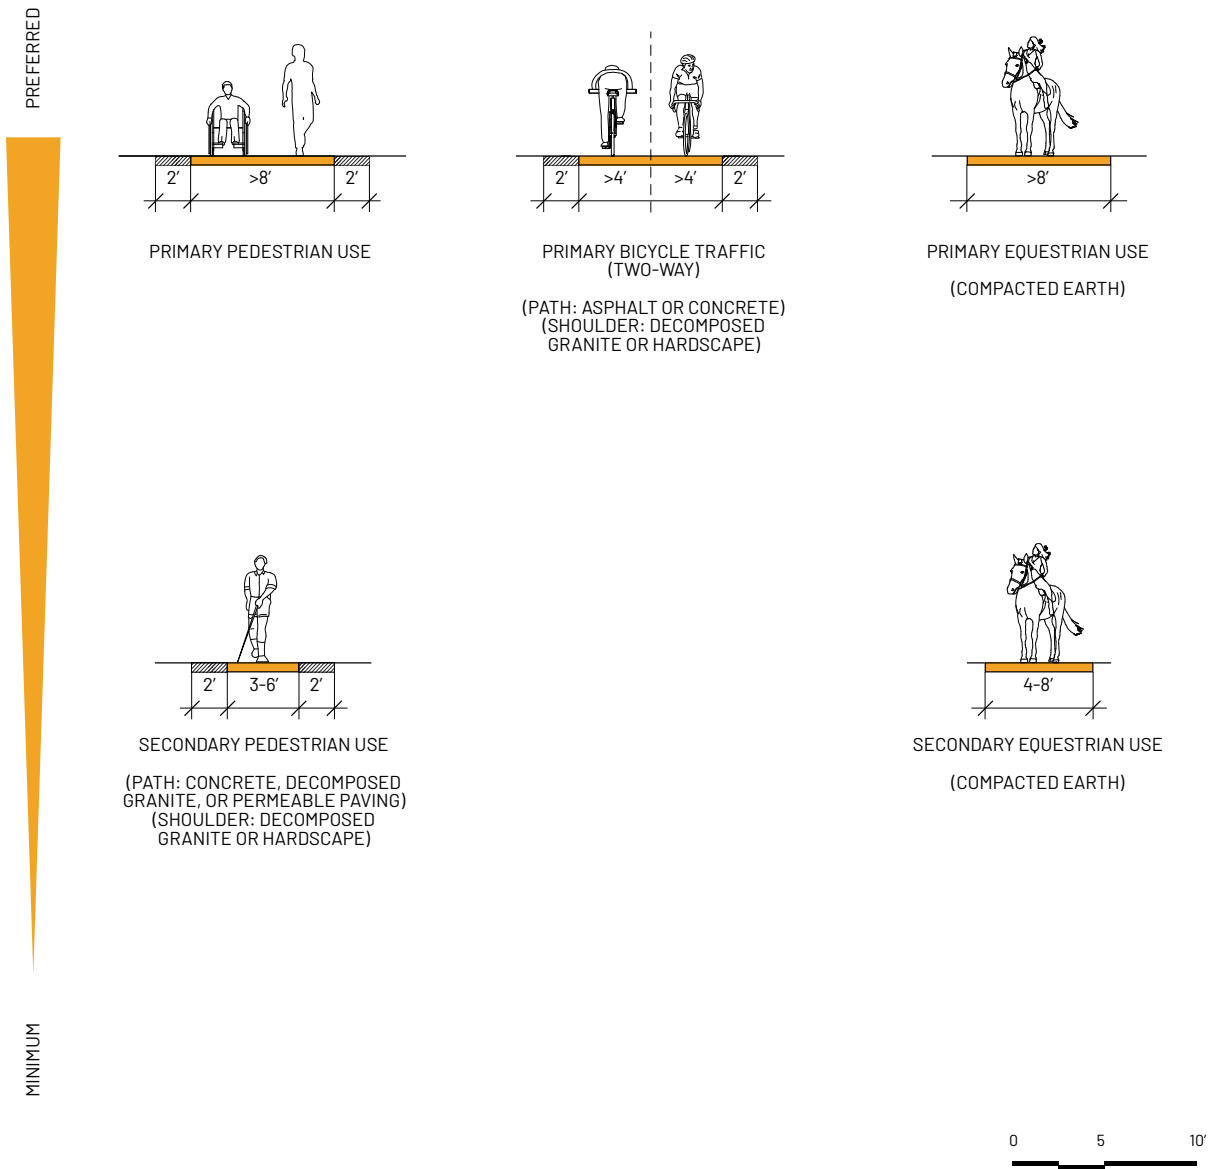 PREFERRED
2’ >8’ 2’
PRIMARY PEDESTRIAN USE
2’ >4’ >4’ 2’
PRIMARY BICYCLE TRAFFIC
(TWO-WAY)
(PATH: ASPHALT OR CONCRETE)
(SHOULDER: DECOMPOSED
GRANITE OR HARDSCAPE)
>8’
PRIMARY EQUESTRIAN USE
(COMPACTED EARTH)
2’ 3-6’ 2’
SECONDARY PEDESTRIAN USE
(PATH: CONCRETE, DECOMPOSED
GRANITE, OR PERMEABLE PAVING)
(SHOULDER: DECOMPOSED
GRANITE OR HARDSCAPE)
4-8’
SECONDARY EQUESTRIAN USE
(COMPACTED EARTH)
MINIMUM
0 5 10’